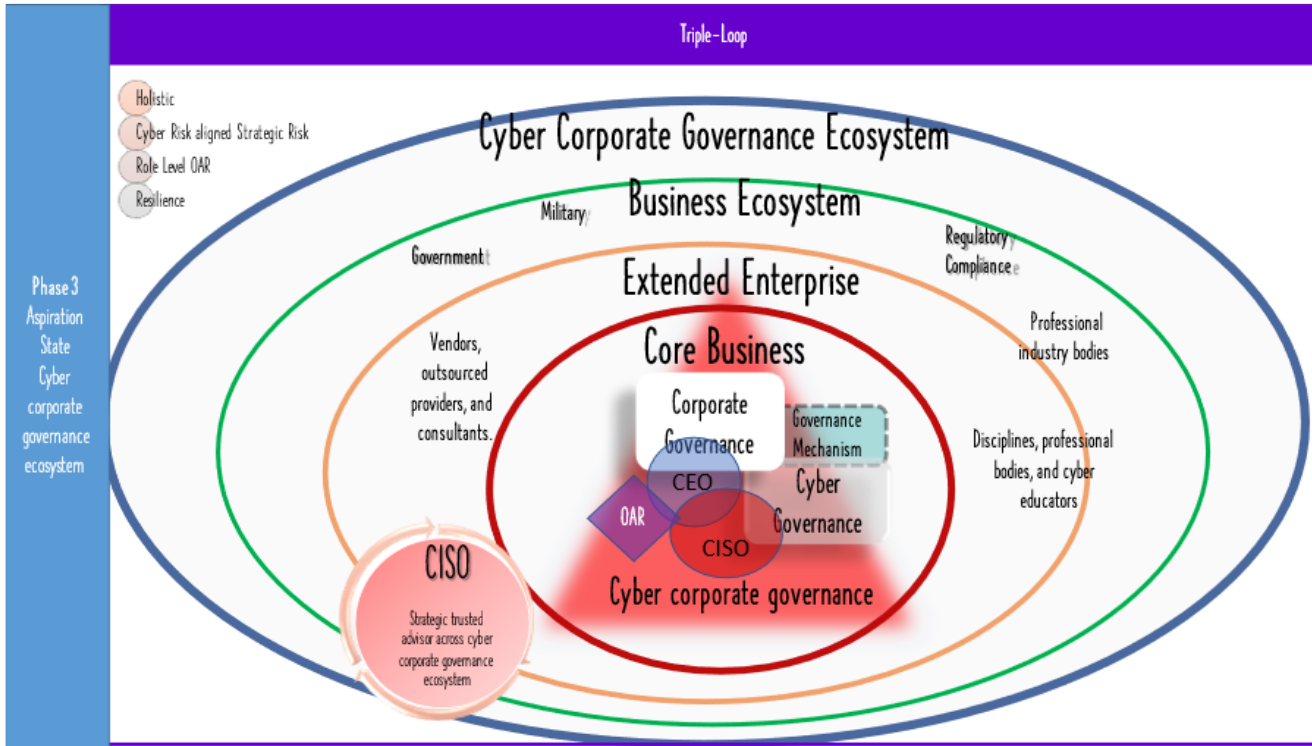 Triple-Loop
Phase 3
Aspiration
State
Cyber
corporate
governance
ecosystem
Holistic
Cyber Risk aligned Strategic Risk
Role Level OAR
Resilience
Cyber Corporate Governance Ecosystem
Business Ecosystem
Military
Government
Regulatory
Compliance
Extended Enterprise
Professional
industry bodies
Vendors,
outsourced
providers, and
consultants.
Core Business
Corporate
Governance
Governance
Mechanism
Disciplines, professional
bodies, and cyber
educators
CEO
Cyber
Governance
OAR
CISO
Cyber corporate governance
CISO
Strategic trusted
advisor across cyber
corporate governance
ecosystem